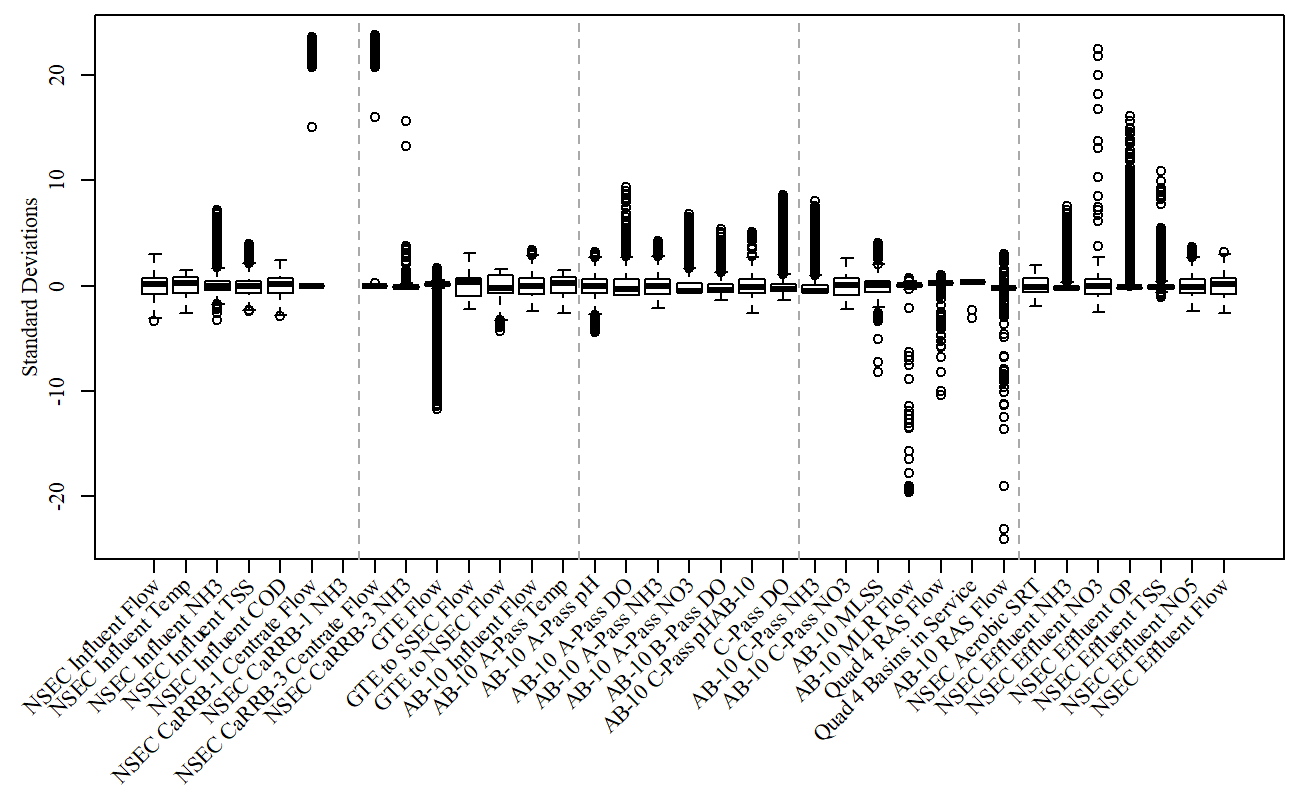 Standard Deviations
20
10
0
-10
-20
NSEC Influent Flow
NSEC Influent Temp
NSEC Influent NH3
NSEC Influent TSS
NSEC Influent COD
NSEC CaRRB-1 Centrate Flow
NSEC CaRRB-1 NH3
NSEC CaRRB-3 Centrate Flow
NSEC CaRRB-3 NH3
GTE Flow
GTE to SSEC Flow
GTE to NSEC Flow
AB-10 Influent Flow
AB-10 A-Pass Temp
AB-10 A-Pass pH
AB-10 A-Pass DO
AB-10 A-Pass NH3
AB-10 A-Pass NO3
AB-10 B-Pass DO
AB-10 C-Pass pHAB-10
C-Pass DO
AB-10 C-Pass NH3
AB-10 C-Pass NO3
AB-10 MLSS
AB-10 MLR Flow
Quad 4 RAS Flow
Quad 4 Basins in Service
AB-10 RAS Flow
NSEC Aerobic SRT
NSEC Effluent NH3
NSEC Effluent NO3
NSEC Effluent OP
NSEC Effluent TSS
NSEC Effluent NO5
NSEC Effluent Flow